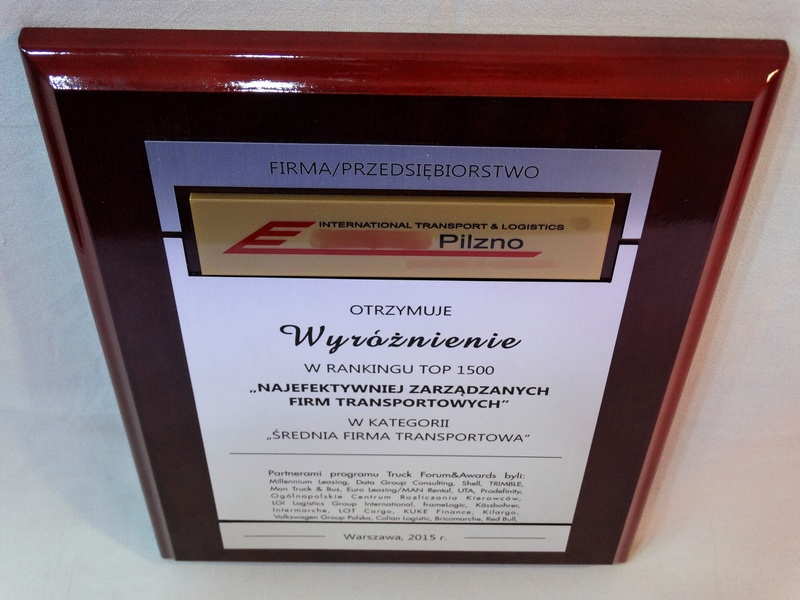 FIRMA/PRZEDSIĘBIORSTWO
INTERNATIONAL TRANSPORT & LOGISTICS
Pilzno
OTRZYMUJE
Wyróżnienie
W RANKINGU TOP 1500
„NAJEFEKTYWNIEJ ZARZĄDZANYCH
FIRM TRANSPORTOWYCH”
W KATEGORII
„ŚREDNIA FIRMA TRANSPORTOWA”
Partnerami programu Truck Forum&Awards byli:
Millennium Leasing, Data Group Consulting, Shell, TRIMBLE,
Man Truck & Bus, Euro Leasing/MAN Rental, UTA, Prodefinity,
Ogólnopolskie Centrum Rozliczania Kierowców,
LGI Logistics Group International, frameLogic, Kässbohrer,
Intermarche, LOT Cargo, KUKE Finance, Kilargo,
Volkswagen Group Polska, Colian Logistic, Bricomarche, Red Bull,
Warszawa, 2015 r.